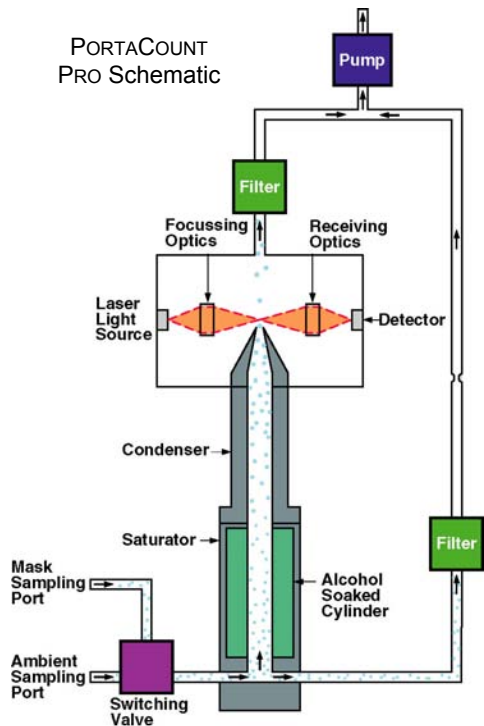 PORTACOUNT
PRO Schematic
Pump
Filter
Focussing
Optics
Receiving
Optics
Laser
Light
Source
Detector
Condenser
Saturator
Filter
Mask
Sampling
Port
Alcohol
Soaked
Cylinder
Ambient
Sampling
Port
Switching
Valve